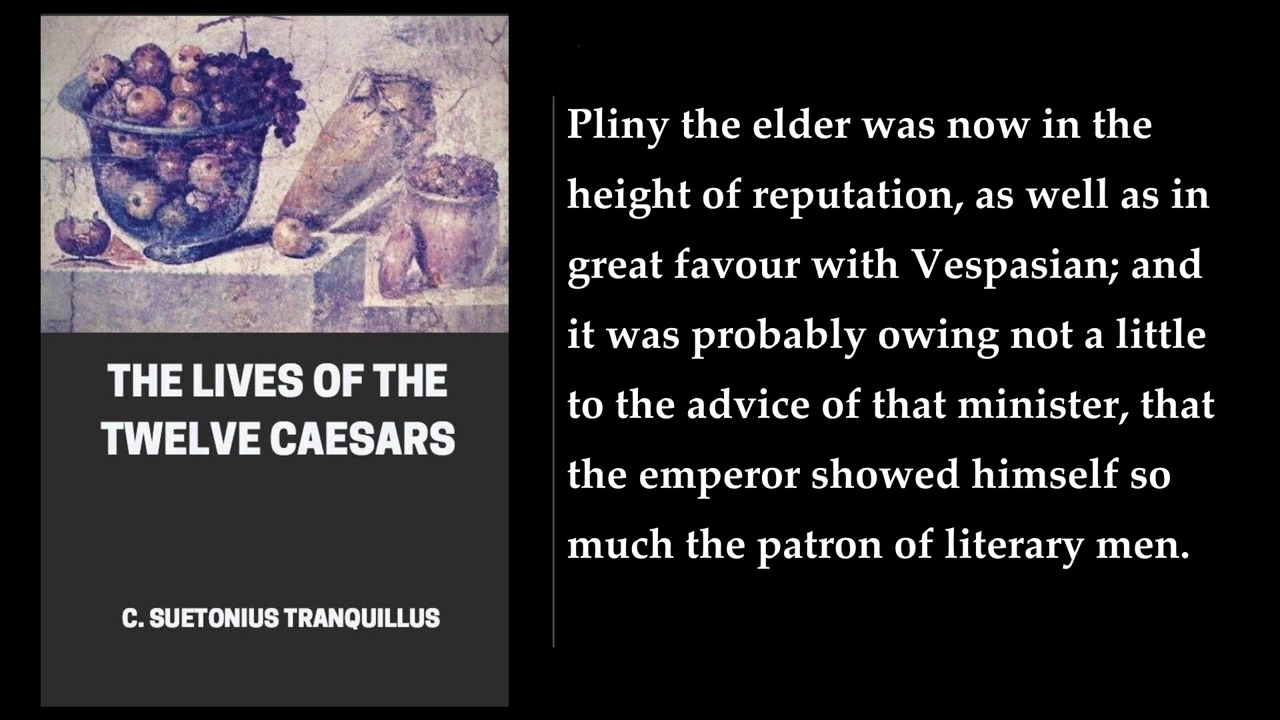 THE LIVES OF THE
TWELVE CAESARS
C. SUETONIUS TRANQUILLUS
Pliny the elder was now in the
height of reputation, as well as in
great favour with Vespasian; and
it was probably owing not a little
to the advice of that minister, that
the emperor showed himself so
much the patron of literary men.